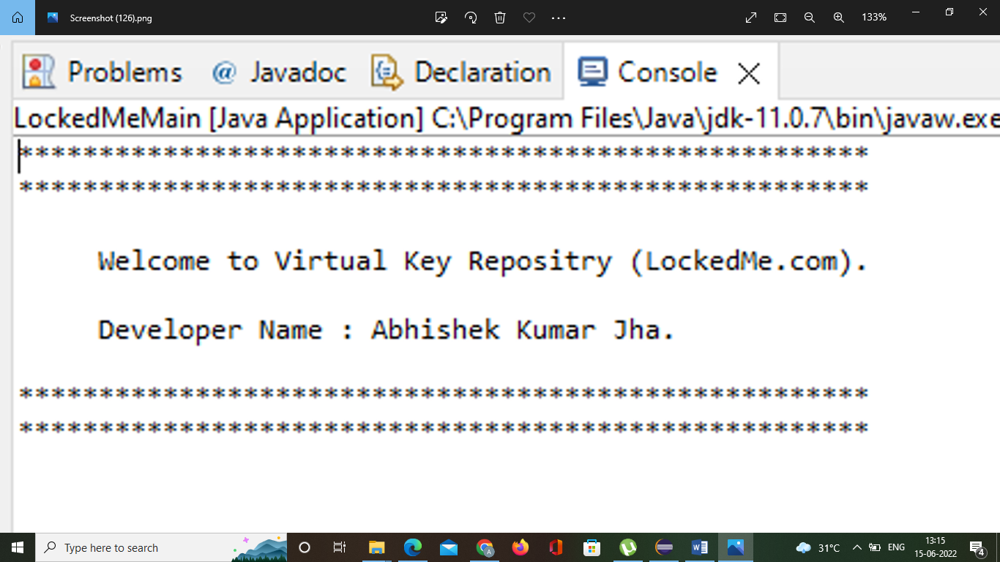 Screenshot (126).png
133%
Problems @ Javadoc Declaration Console
LockedMeMain [Java Application] C:\Program Files\Java\jdk-11.0.7\bin\javaw.exe
*****************************************************
*****************************************************
Welcome to Virtual Key Repositry (LockedMe.com).
Developer Name : Abhishek Kumar Jha.
*****************************************************
*****************************************************
Type here to search
31°C
ENG
13:15
15-06-2022
4